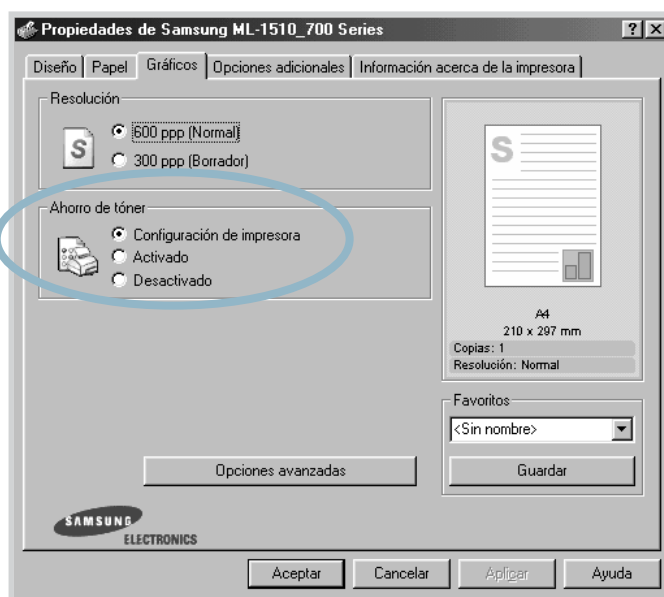 Propiedades de Samsung ML-1510_700 Series
Diseño Papel Gráficos Opciones adicionales Información acerca de la impresora
Resolución
600 ppp (Normal)
300 ppp (Borrador)
Ahorro de tóner
Configuración de impresora
Activado
Desactivado
S
S
A4
210 x 297 mm
Copias: 1
Resolución: Normal
Favoritos
<Sin nombre>
Guardar
Opciones avanzadas
SAMSUNG
ELECTRONICS
Aceptar Cancelar Aplicar Ayuda